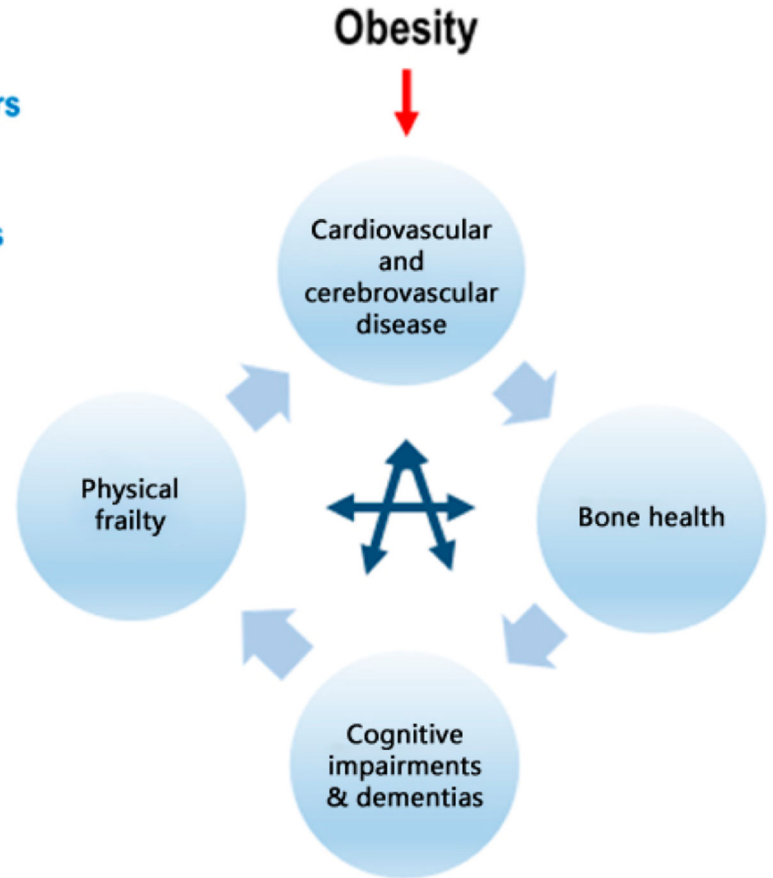 Obesity
Cardiovascular
and
cerebrovascular
disease
Physical
frailty
Bone health
Cognitive
impairments
& dementias